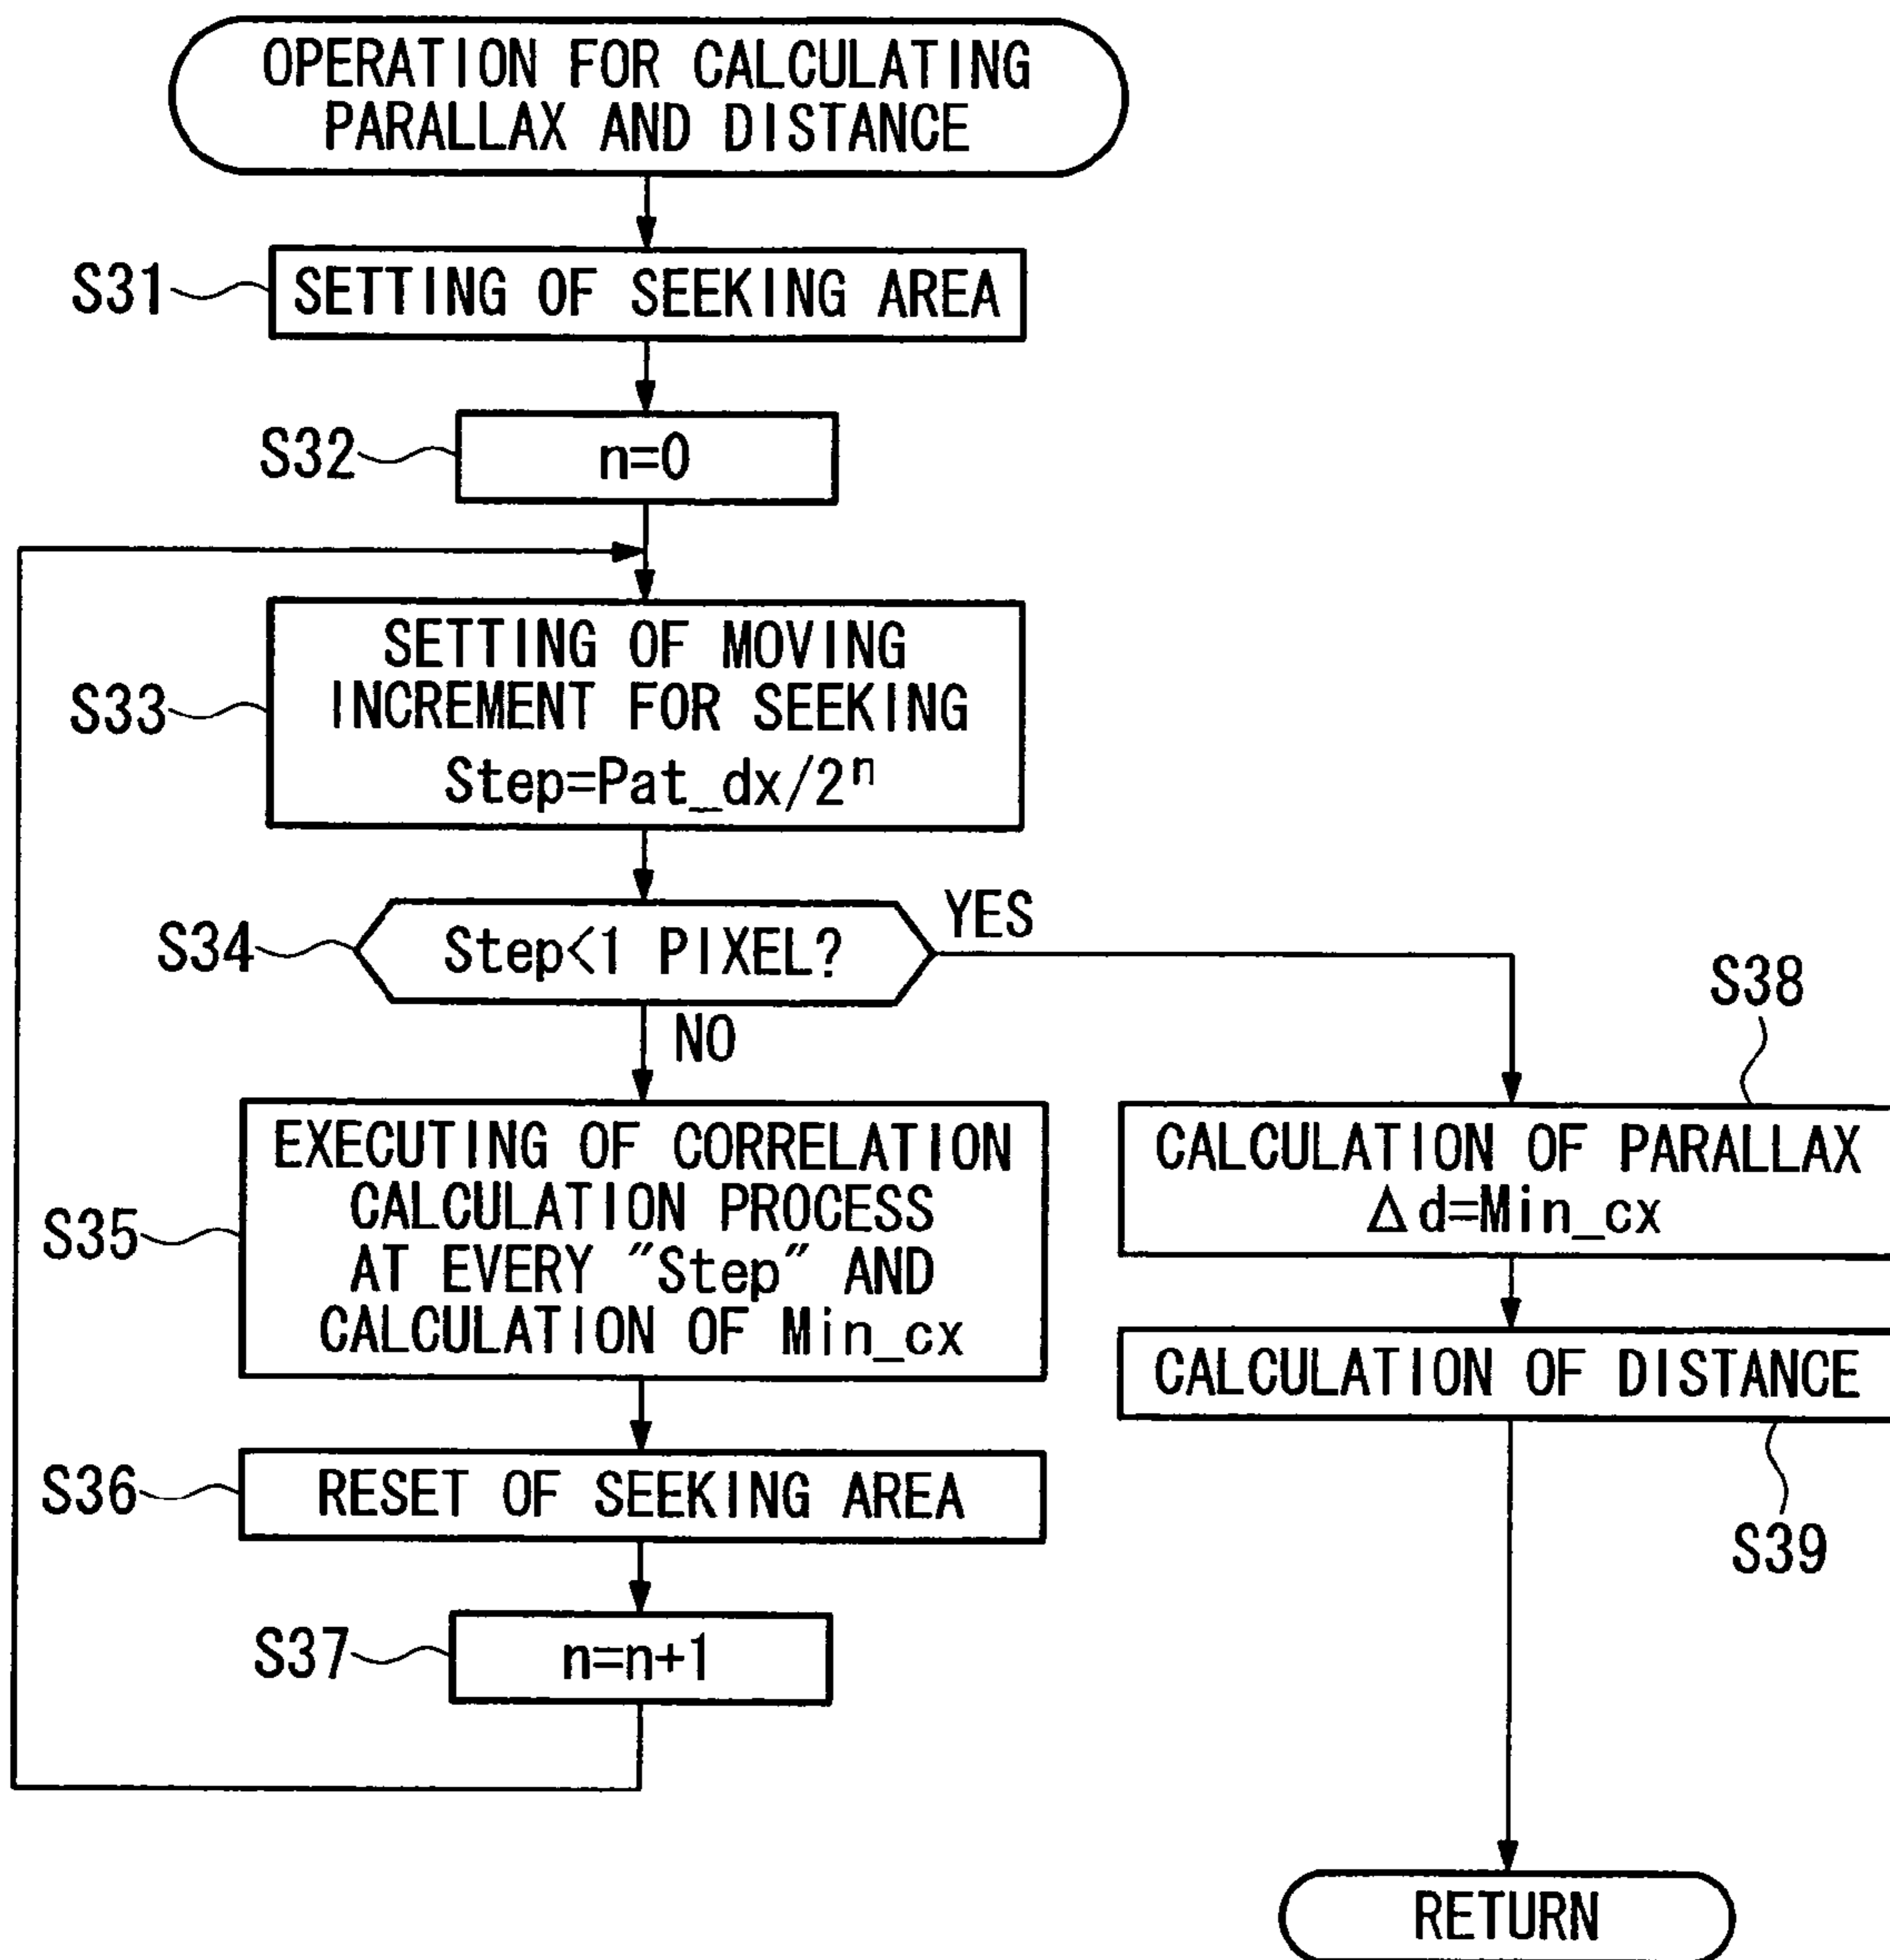 OPERATION FOR CALCULATING
PARALLAX AND DISTANCE
S31
SETTING OF SEEKING AREA
S32
n=0
S33
SETTING OF MOVING
INCREMENT FOR SEEKING
Step=Pat_dx/2ⁿ
S34
Step<1 PIXEL?
YES
NO
S35
EXECUTING OF CORRELATION
CALCULATION PROCESS
AT EVERY "Step" AND
CALCULATION OF Min_cx
S36
RESET OF SEEKING AREA
S37
n=n+1
S38
CALCULATION OF PARALLAX
Δd=Min_cx
CALCULATION OF DISTANCE
S39
RETURN